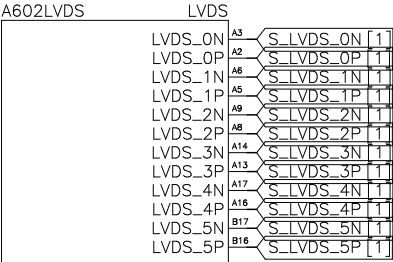 A602LVDS LVDS
LVDS_0N A3 S_LVDS_0N [1]
LVDS_0P A2 S_LVDS_0P [1]
LVDS_1N A6 S_LVDS_1N [1]
LVDS_1P A5 S_LVDS_1P [1]
LVDS_2N A9 S_LVDS_2N [1]
LVDS_2P A8 S_LVDS_2P [1]
LVDS_3N A14 S_LVDS_3N [1]
LVDS_3P A13 S_LVDS_3P [1]
LVDS_4N A17 S_LVDS_4N [1]
LVDS_4P A16 S_LVDS_4P [1]
LVDS_5N B17 S_LVDS_5N [1]
LVDS_5P B16 S_LVDS_5P [1]